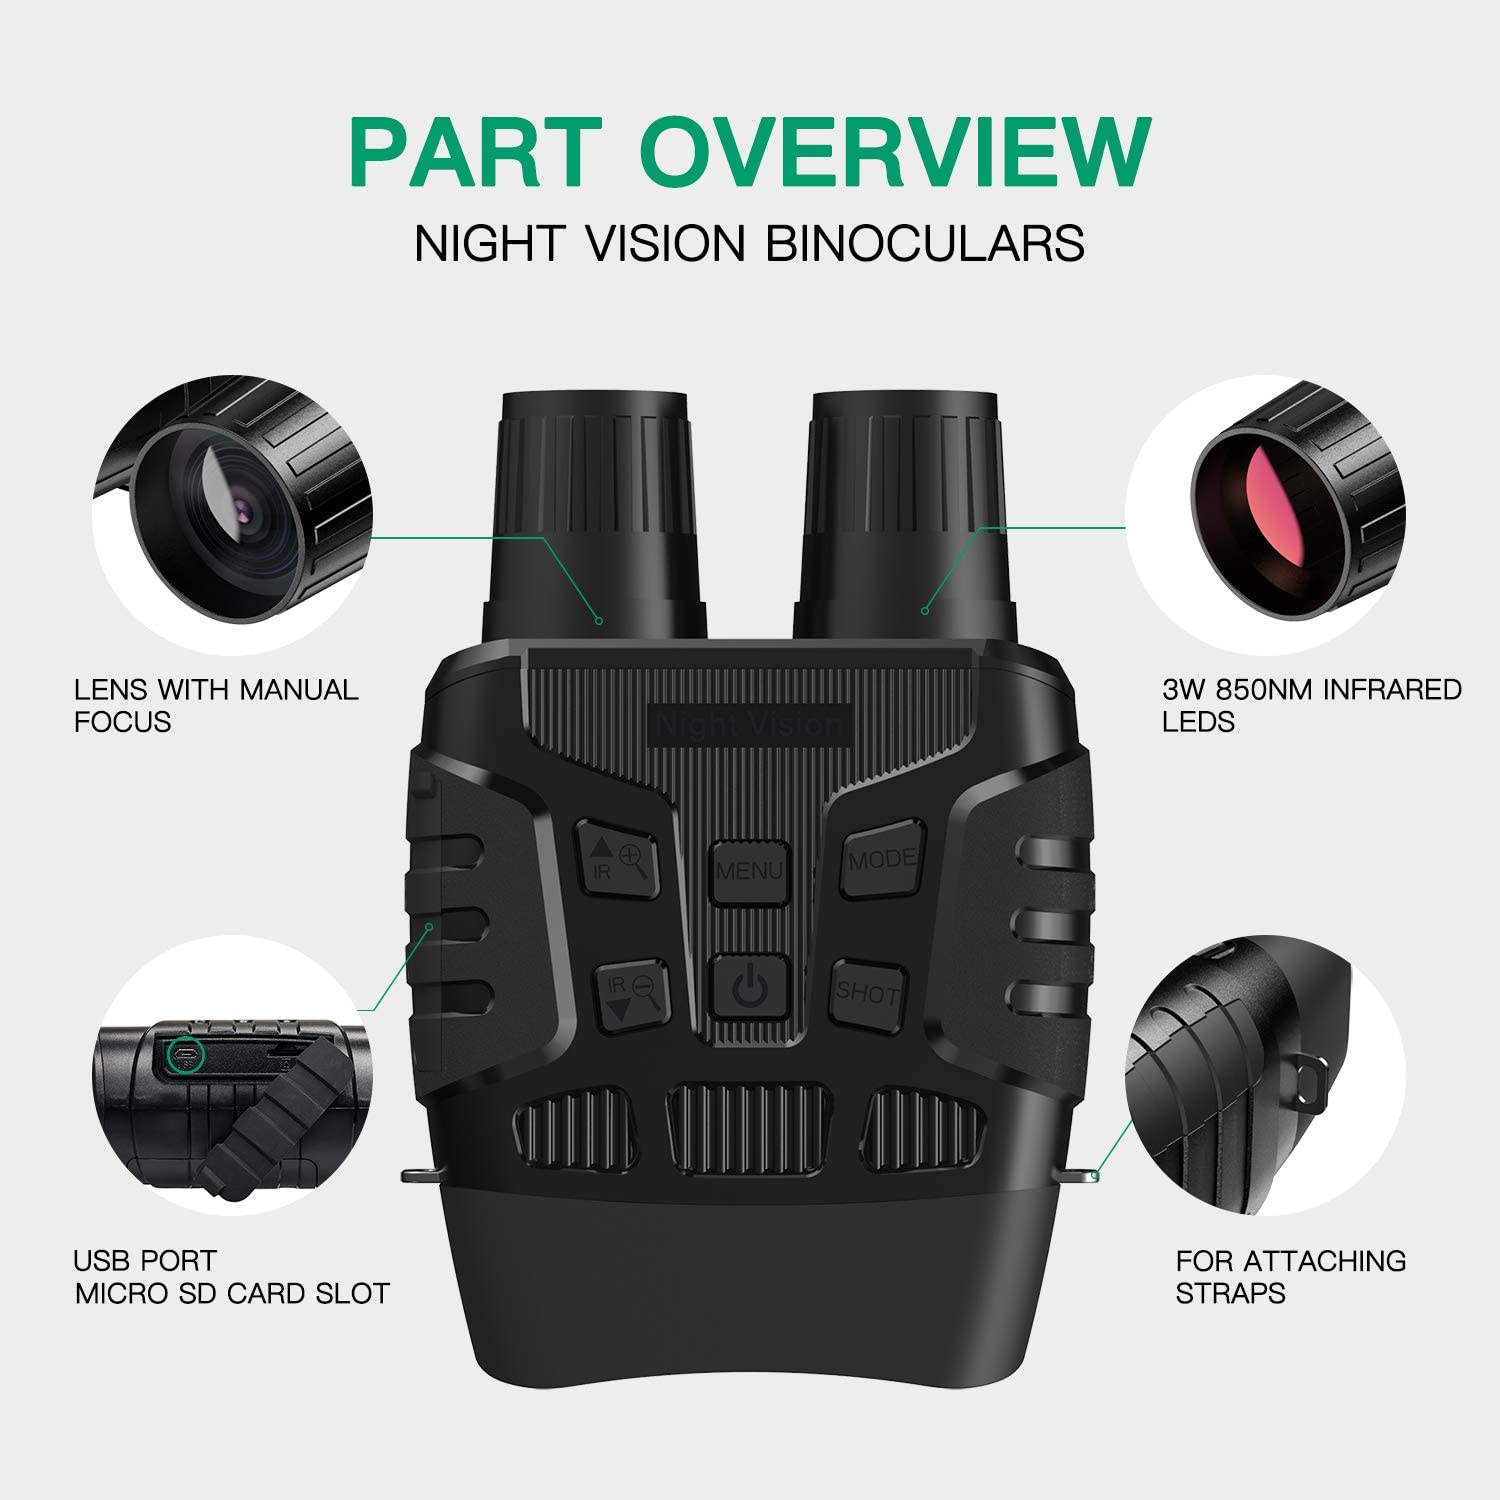 PART OVERVIEW
NIGHT VISION BINOCULARS
LENS WITH MANUAL
FOCUS
3W 850NM INFRARED
LEDS
Night Vision
IR
MENU
MODE
IR
SHOT
USB PORT
MICRO SD CARD SLOT
FOR ATTACHING
STRAPS